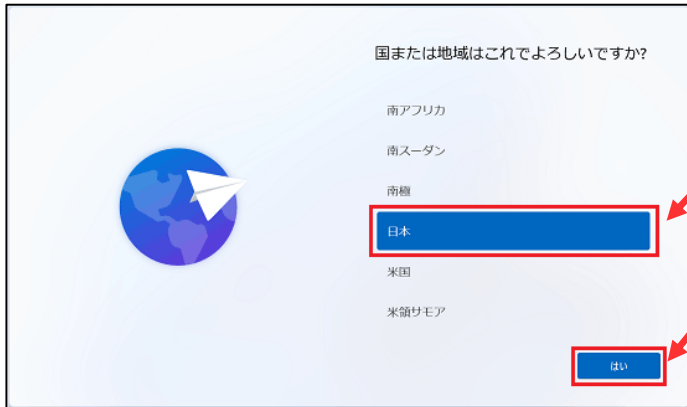 国または地域はこれでよろしいですか?
南アフリカ
南スーダン
南極
日本
米国
米領サモア
はい